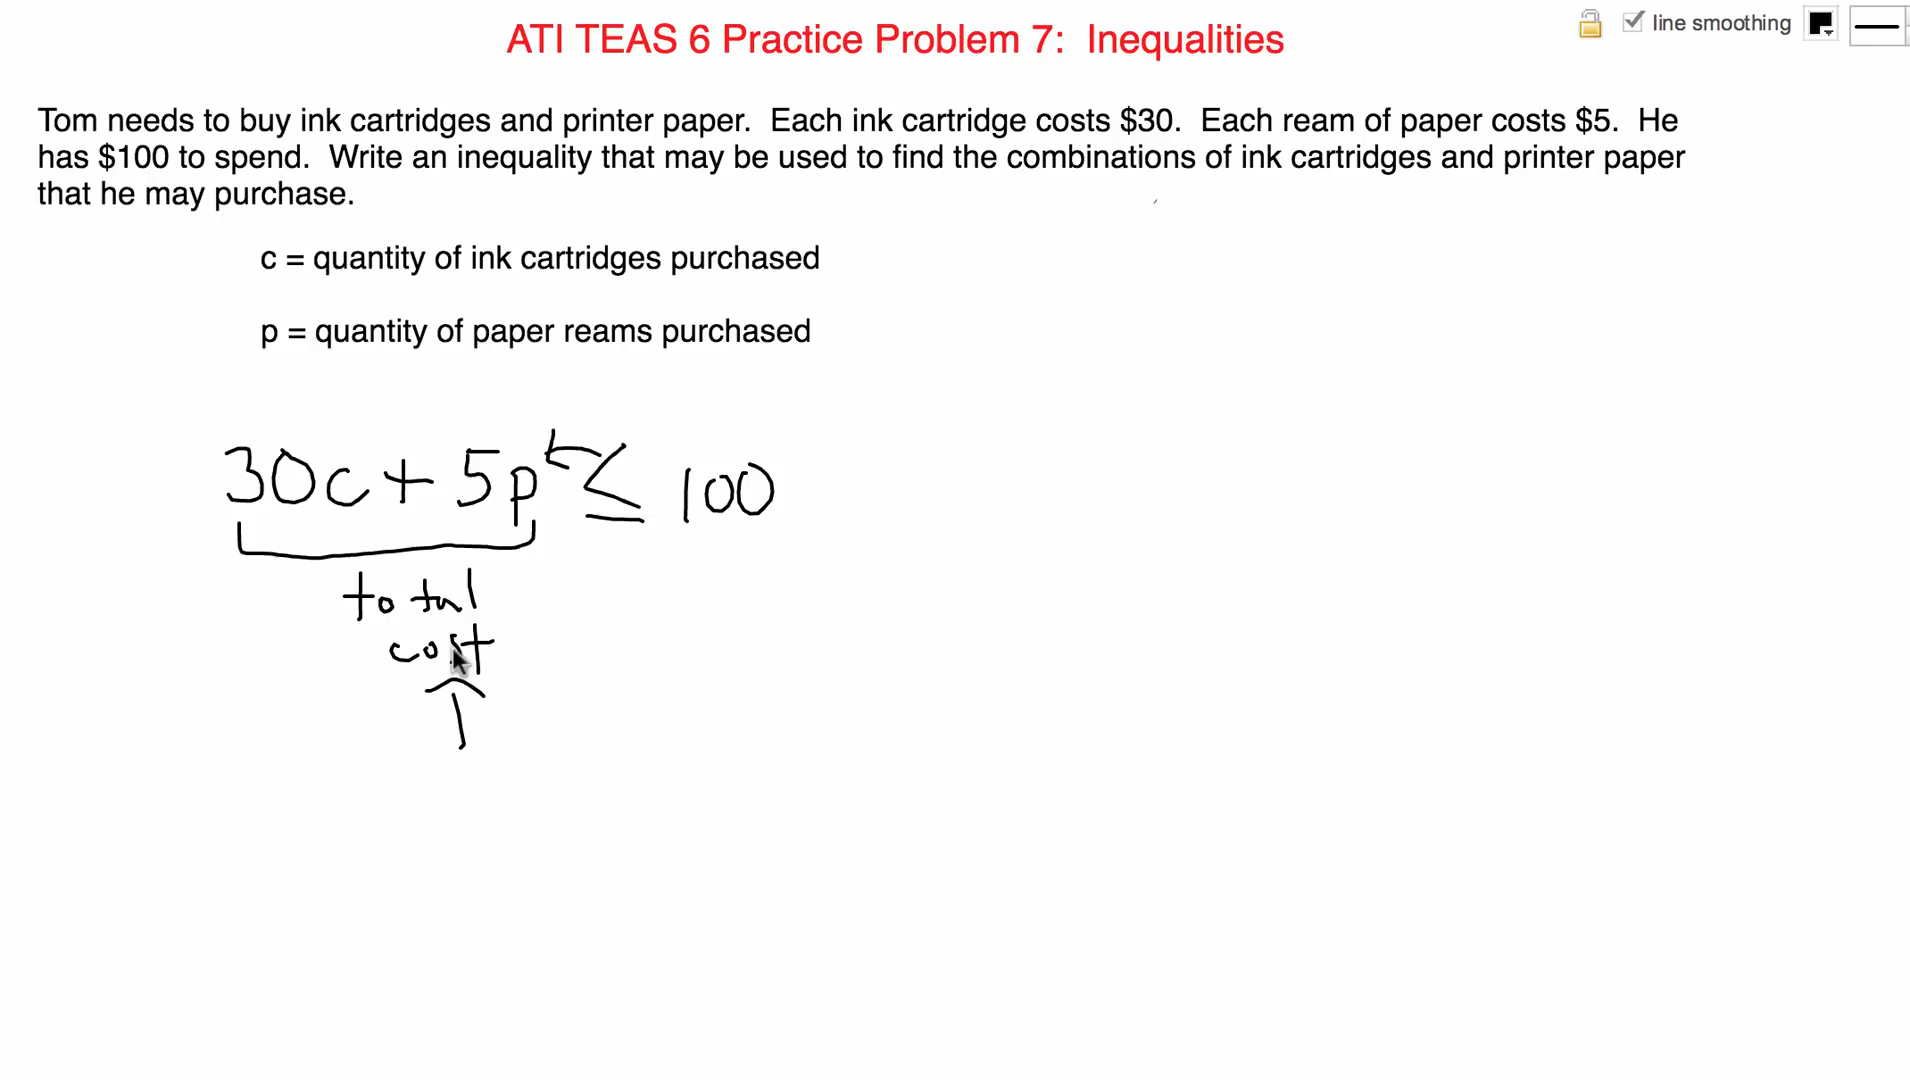 ATI TEAS 6 Practice Problem 7:  Inequalities
line smoothing
Tom needs to buy ink cartridges and printer paper.  Each ink cartridge costs $30.  Each ream of paper costs $5.  He
has $100 to spend.  Write an inequality that may be used to find the combinations of ink cartridges and printer paper
that he may purchase.
c = quantity of ink cartridges purchased
p = quantity of paper reams purchased
30c + 5p ≤ 100
total
cost